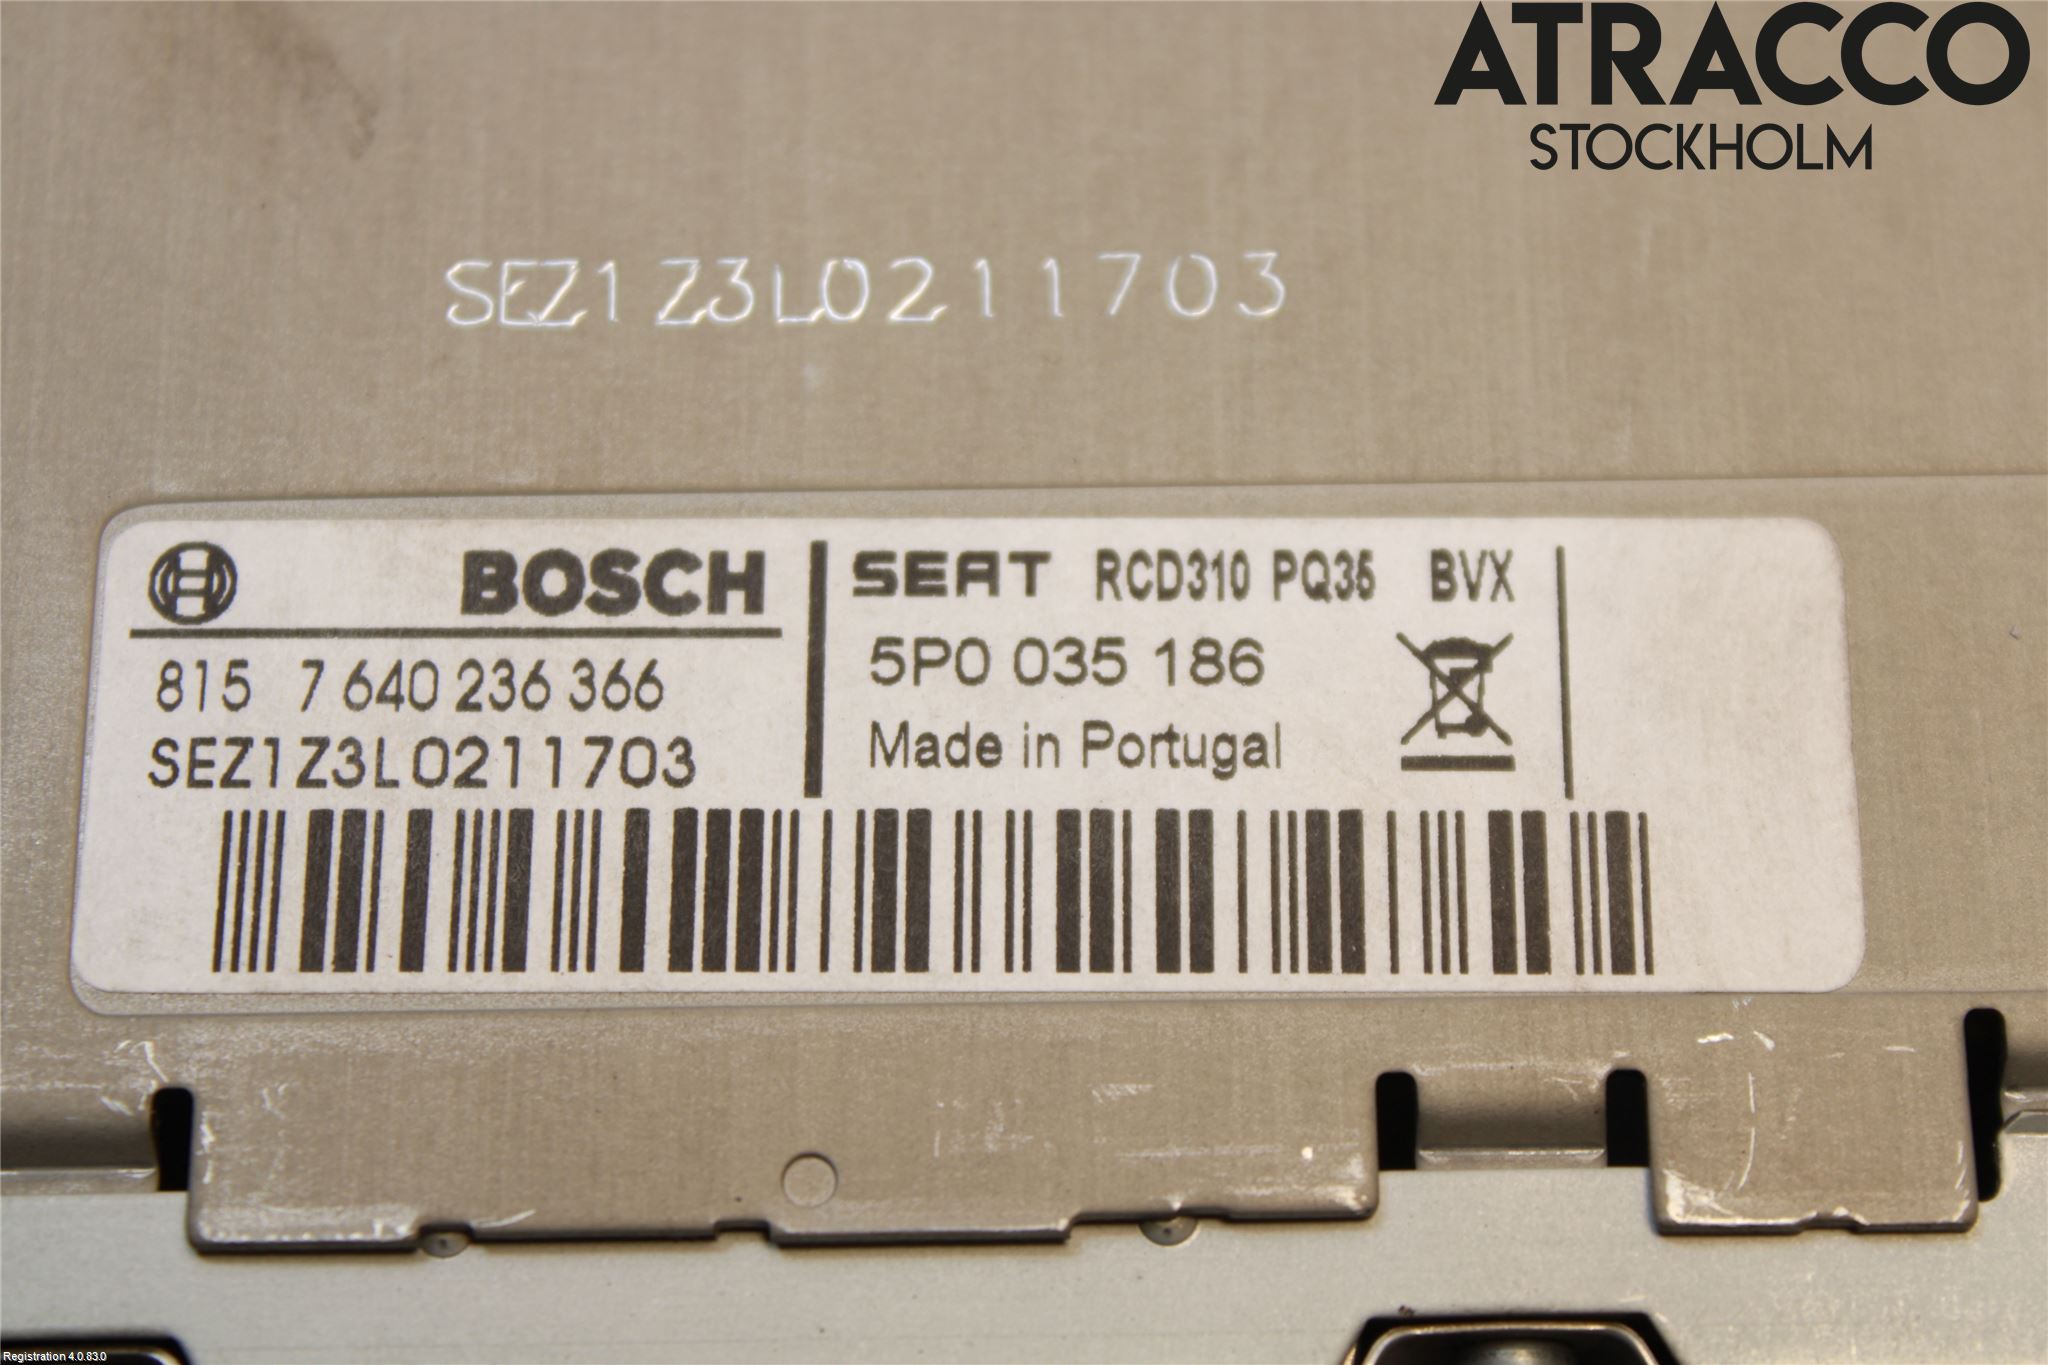 ATRACCO
STOCKHOLM
SEZ1Z3L0211703
BOSCH
815 7 640 236 366
SEZ1Z3L0211703
SEAT RCD310 PQ35 BVX
5P0 035 186
Made in Portugal
Registration 4.0.83.0